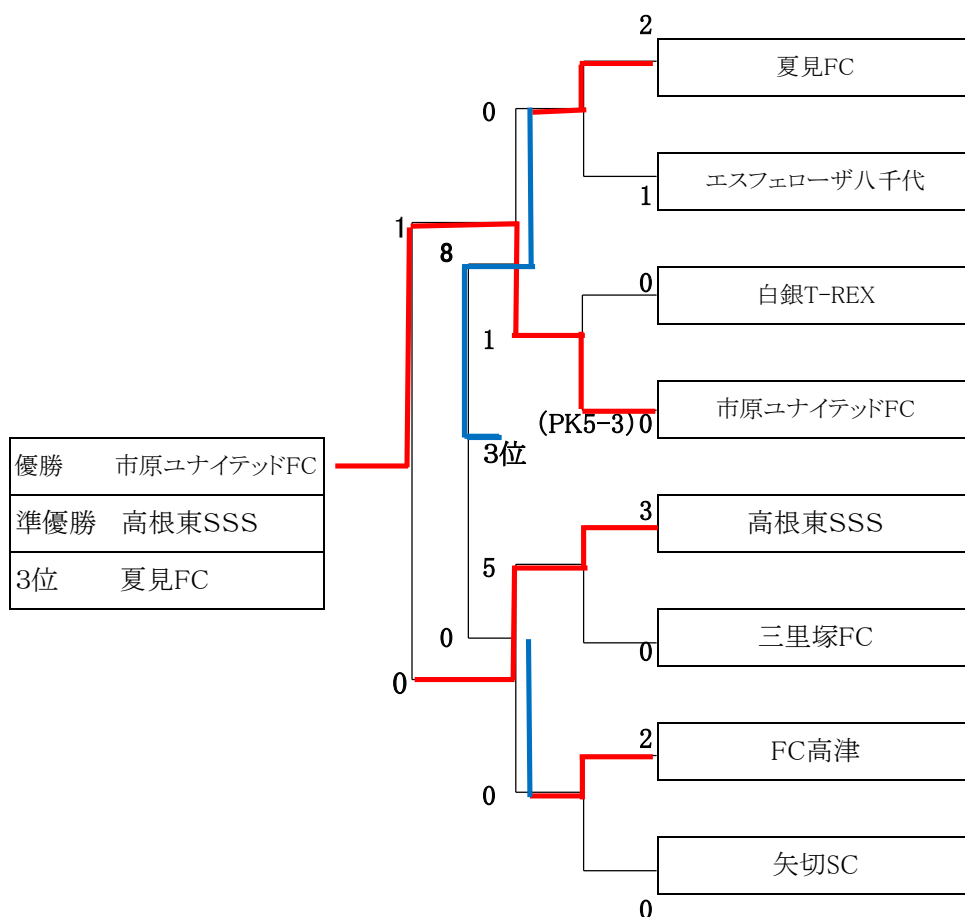 2
夏見FC
0
エスフェローザ八千代
1
1
8
0
白銀T-REX
1
市原ユナイテッドFC
(PK5-3)
0
3位
優勝 市原ユナイテッドFC
準優勝 高根東SSS
3位 夏見FC
3
高根東SSS
5
0
三里塚FC
0
0
2
FC高津
0
矢切SC
0